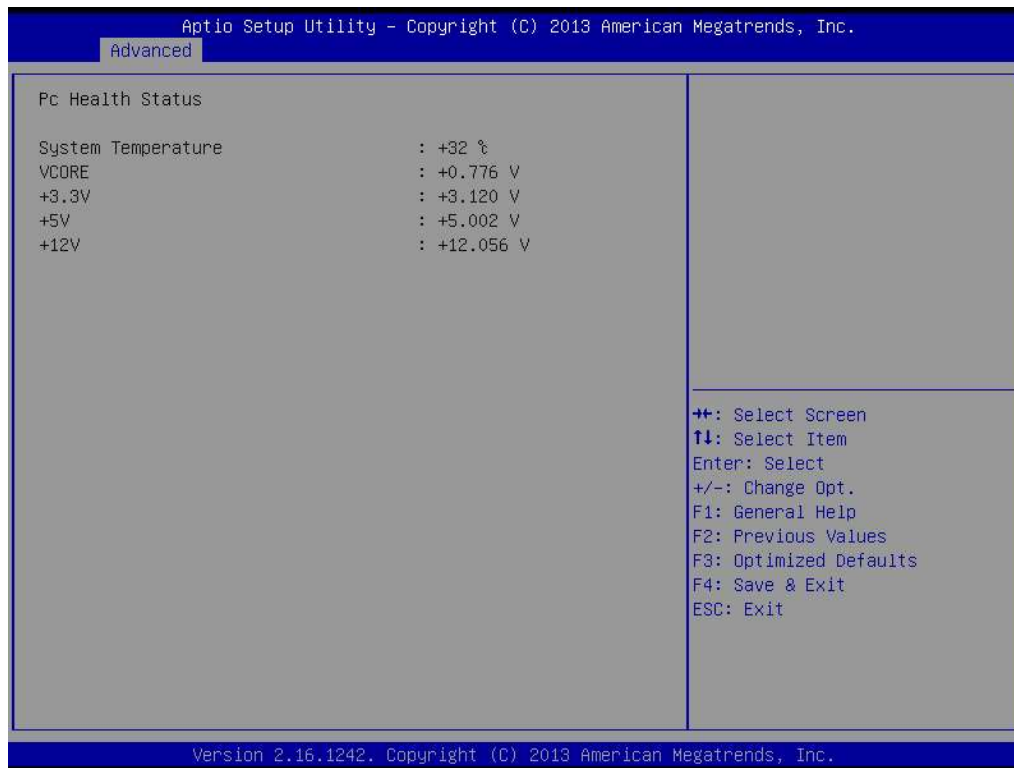 Aptio Setup Utility – Copyright (C) 2013 American Megatrends, Inc.
Advanced
Pc Health Status
System Temperature : +32 ℃
VCORE : +0.776 V
+3.3V : +3.120 V
+5V : +5.002 V
+12V : +12.056 V
→←: Select Screen
↑↓: Select Item
Enter: Select
+/-: Change Opt.
F1: General Help
F2: Previous Values
F3: Optimized Defaults
F4: Save & Exit
ESC: Exit
Version 2.16.1242. Copyright (C) 2013 American Megatrends, Inc.